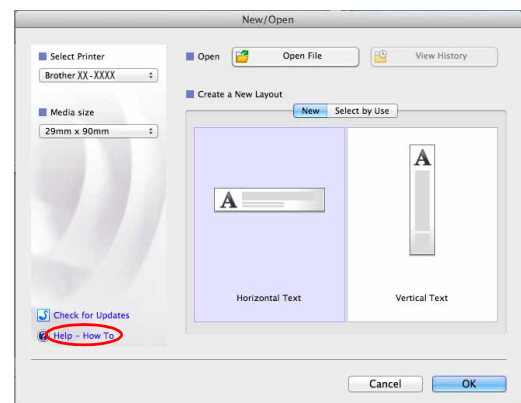 New/Open
Select Printer
Brother XX-XXXX
Media size
29mm x 90mm
Check for Updates
Help – How To
Open
Open File
View History
Create a New Layout
New
Select by Use
A
Horizontal Text
A
Vertical Text
Cancel
OK